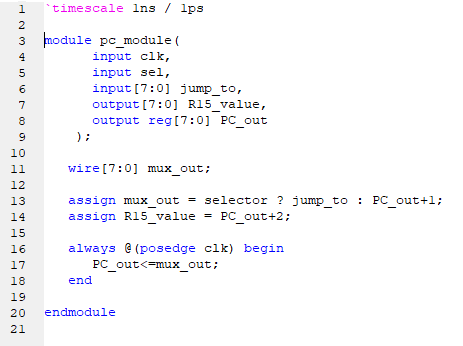 1 `timescale 1ns / 1ps
2
3 module pc_module(
4 input clk,
5 input sel,
6 input[7:0] jump_to,
7 output[7:0] R15_value,
8 output reg[7:0] PC_out
9 );
10
11 wire[7:0] mux_out;
12
13 assign mux_out = selector ? jump_to : PC_out+1;
14 assign R15_value = PC_out+2;
15
16 always @(posedge clk) begin
17 PC_out<=mux_out;
18 end
19
20 endmodule
21